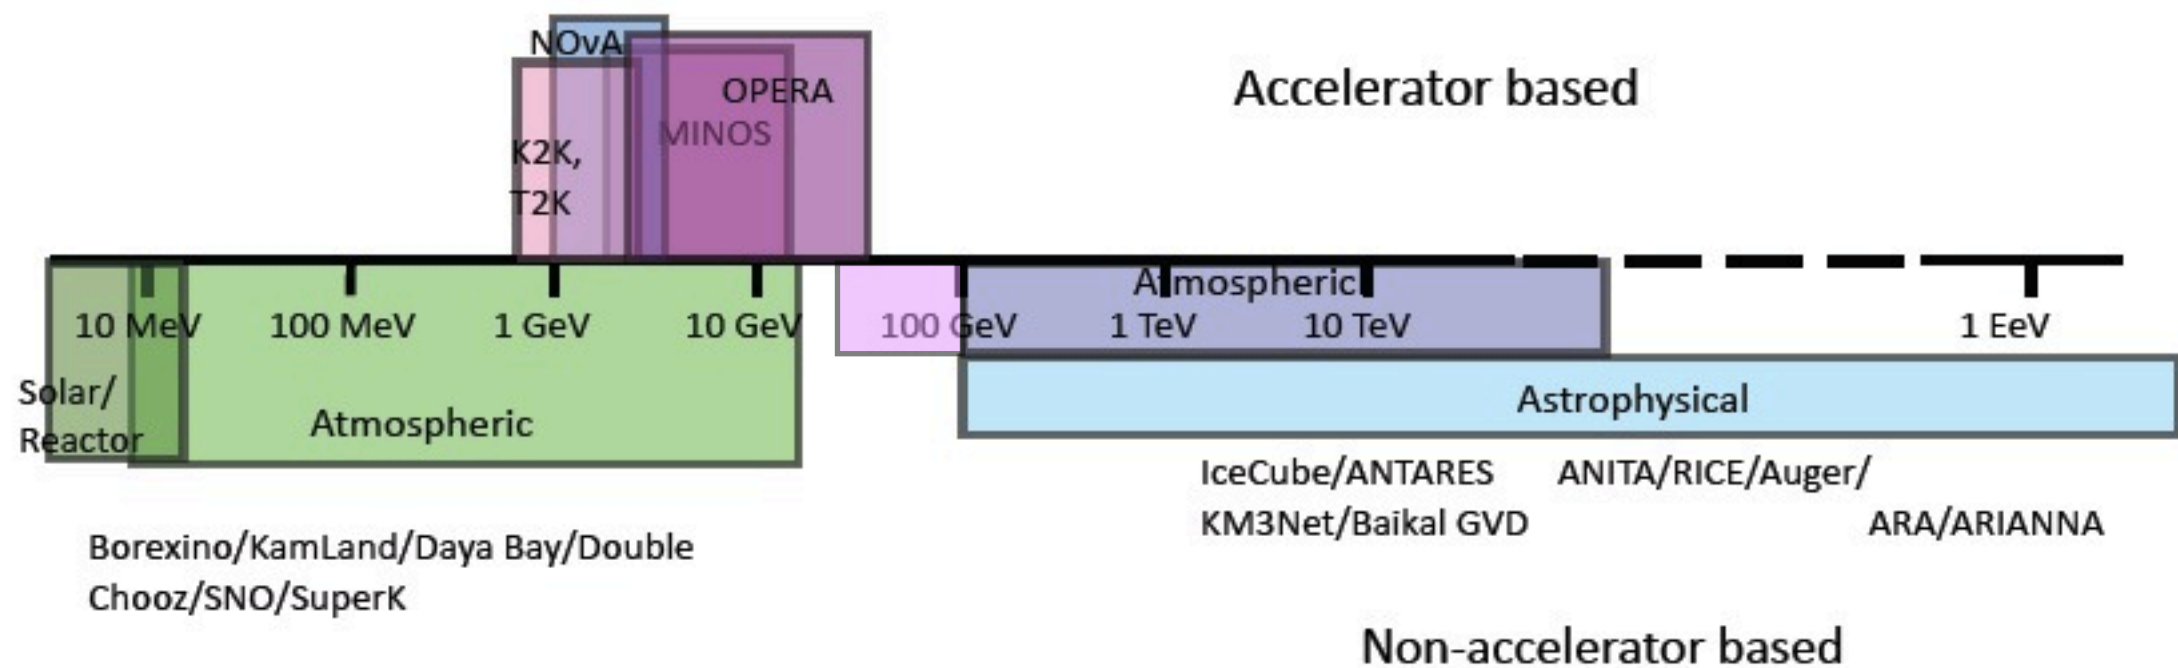 NOvA
Accelerator based
OPERA
MINOS
K2K,
T2K
Atmospheric
10 MeV 100 MeV 1 GeV 10 GeV 100 GeV 1 TeV 10 TeV 1 EeV
Solar/
Reactor
Atmospheric
Astrophysical
IceCube/ANTARES
KM3Net/Baikal GVD
ANITA/RICE/Auger/
ARA/ARIANNA
Borexino/KamLand/Daya Bay/Double
Chooz/SNO/SuperK
Non-accelerator based